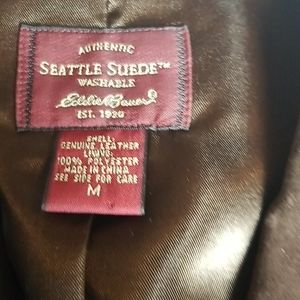 AUTHENTIC
SEATTLE SUEDE™
WASHABLE
Eddie Bauer
EST. 1920
SHELL:
GENUINE LEATHER
LINING:
100% POLYESTER
MADE IN CHINA
SEE SIDE FOR CARE
M